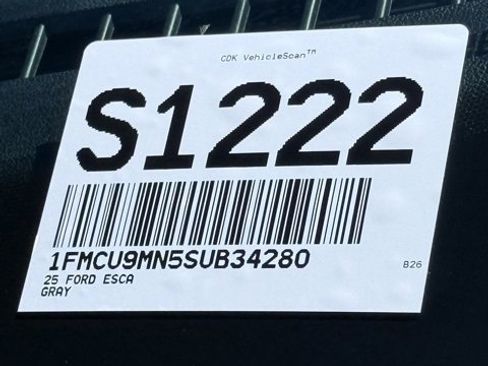 CDK VehicleScan™
S1222
1FMCU9MN5SUB34280
25 FORD ESCA
GRAY
B26